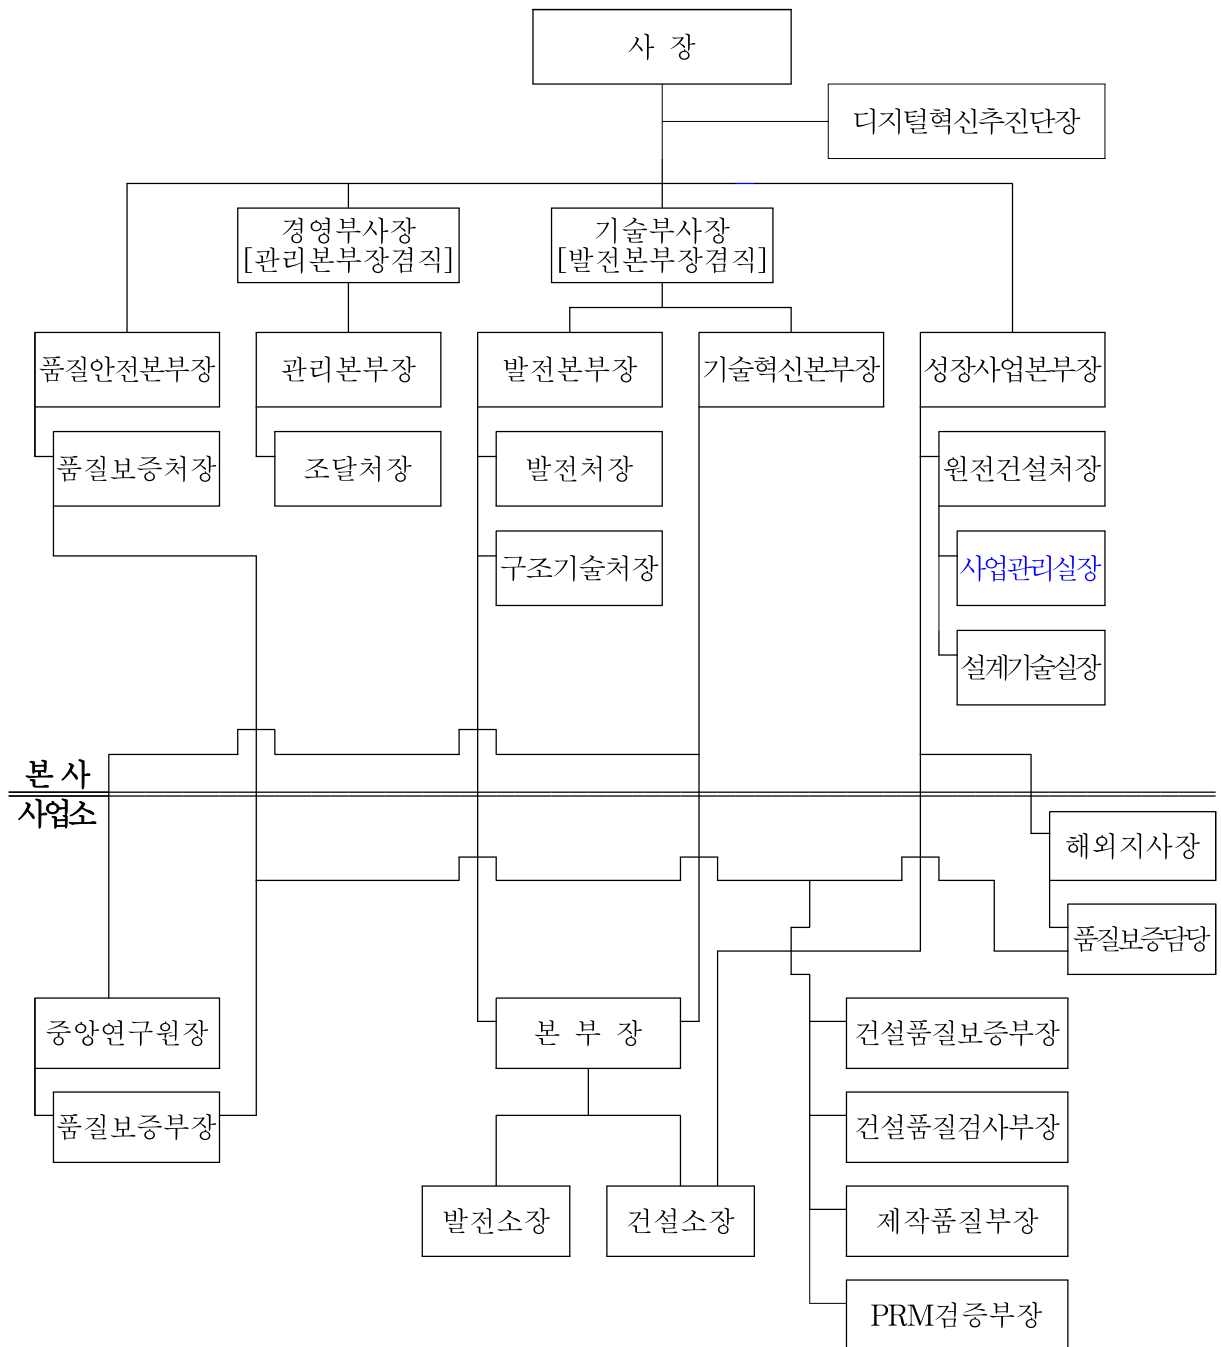 사 장
디지털혁신추진단장
경영부사장
[관리본부장겸직]
기술부사장
[발전본부장겸직]
품질안전본부장
관리본부장
발전본부장
기술혁신본부장
성장사업본부장
품질보증처장
조달처장
발전처장
원전건설처장
구조기술처장
사업관리실장
설계기술실장
본 사
사업소
해외지사장
품질보증담당
중앙연구원장
본 부 장
건설품질보증부장
품질보증부장
건설품질검사부장
발전소장
건설소장
제작품질부장
PRM검증부장